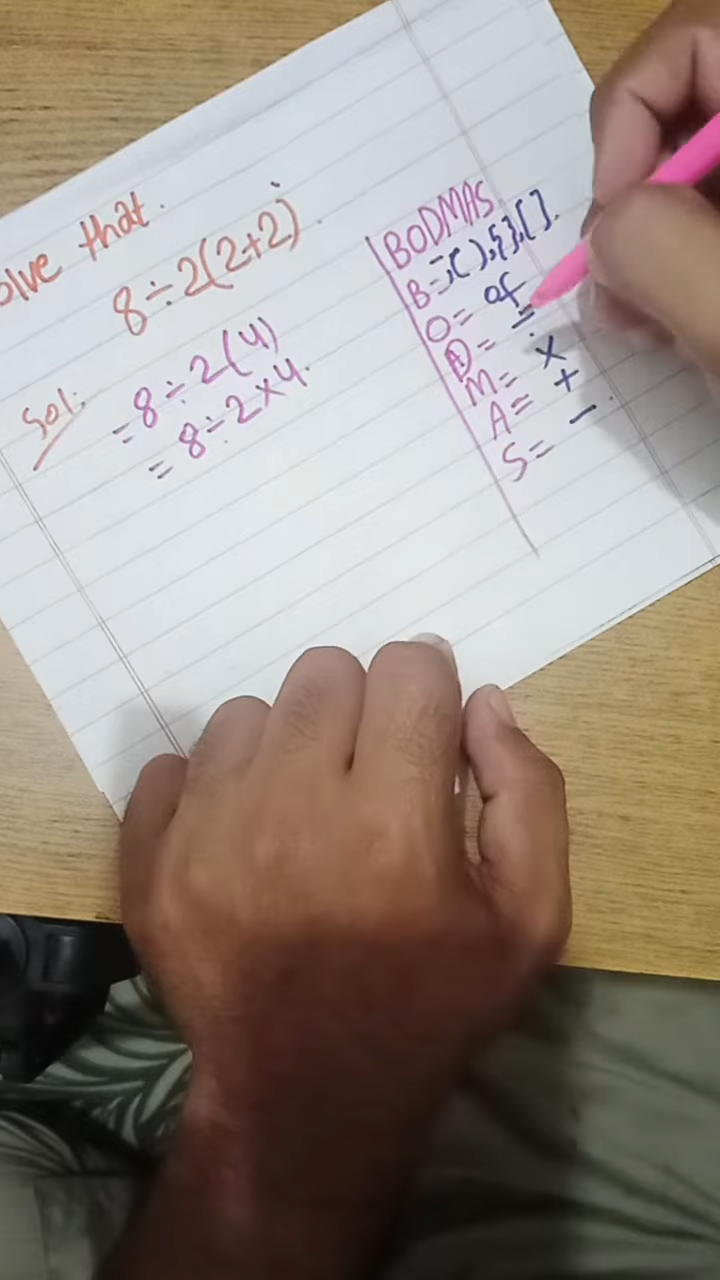 olve that.
8÷2(2+2).
Sol:
=8÷2(4)
=8÷2×4.
BODMAS
B=-,( ),{ },[ ].
O= of
D= ÷
M= ×
A= +
S= −.